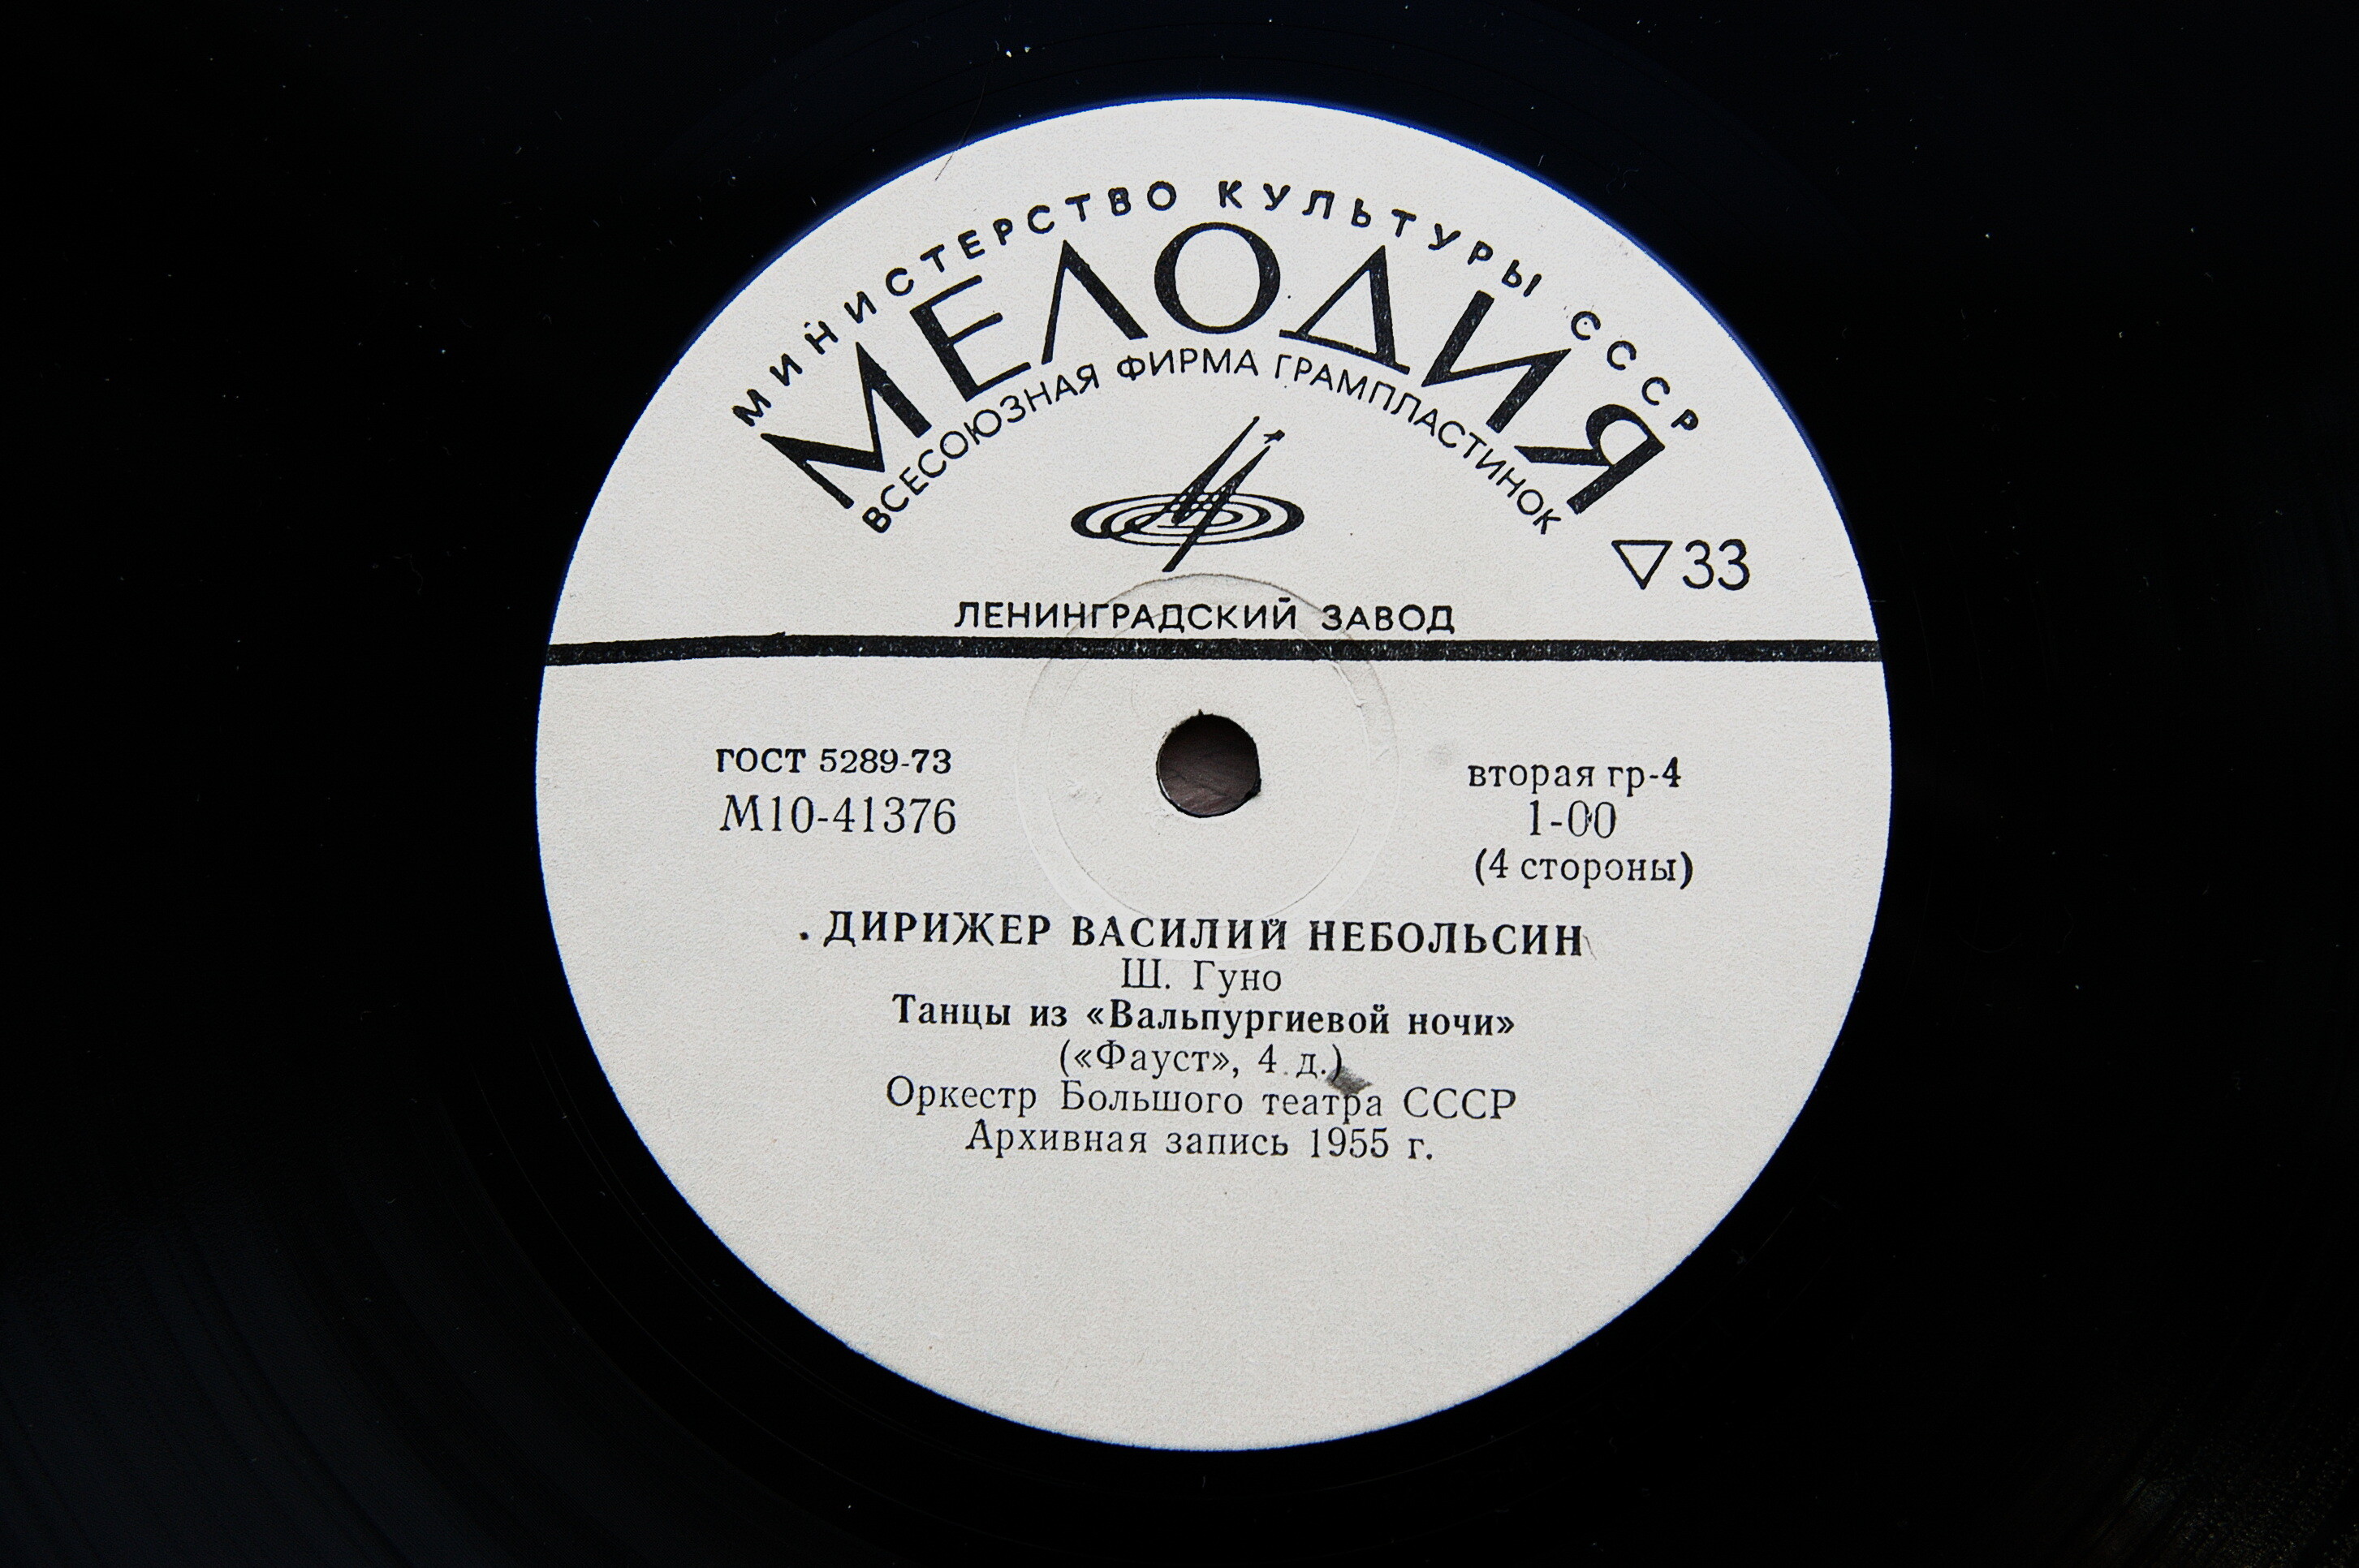 МИНИСТЕРСТВО КУЛЬТУРЫ СССР
МЕЛОДИЯ
ВСЕСОЮЗНАЯ ФИРМА ГРАМПЛАСТИНОК
33
ЛЕНИНГРАДСКИЙ ЗАВОД
ГОСТ 5289-73
М10-41376
вторая гр-4
1-00
(4 стороны)
ДИРИЖЕР ВАСИЛИЙ НЕБОЛЬСИН
Ш. Гуно
Танцы из «Вальпургиевой ночи»
(«Фауст», 4 д.)
Оркестр Большого театра СССР
Архивная запись 1955 г.